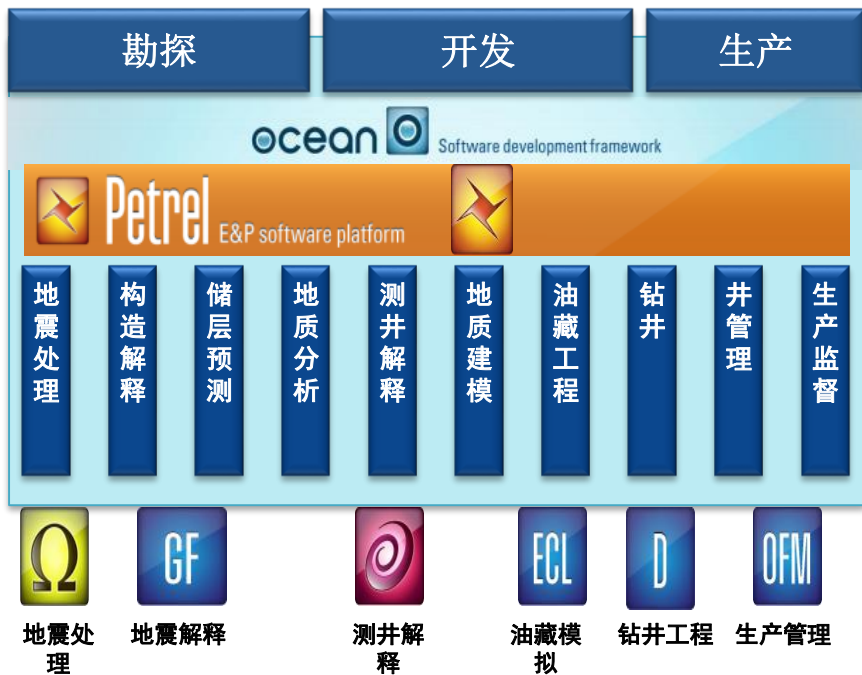 勘探
开发
生产
ocean Software development framework
Petrel E&P software platform
地震处理
构造解释
储层预测
地质分析
测井解释
地质建模
油藏工程
钻井
井管理
生产监督
Ω
GF
ECL
D
OFM
地震处
理
地震解释
测井解
释
油藏模
拟
钻井工程
生产管理